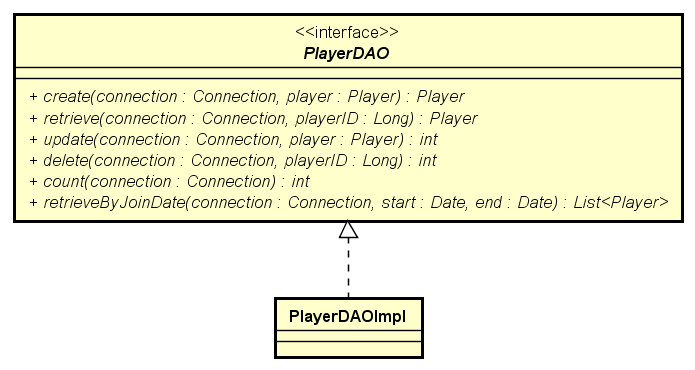 <<interface>>
PlayerDAO
+ create(connection : Connection, player : Player) : Player
+ retrieve(connection : Connection, playerID : Long) : Player
+ update(connection : Connection, player : Player) : int
+ delete(connection : Connection, playerID : Long) : int
+ count(connection : Connection) : int
+ retrieveByJoinDate(connection : Connection, start : Date, end : Date) : List<Player>
PlayerDAOImpl